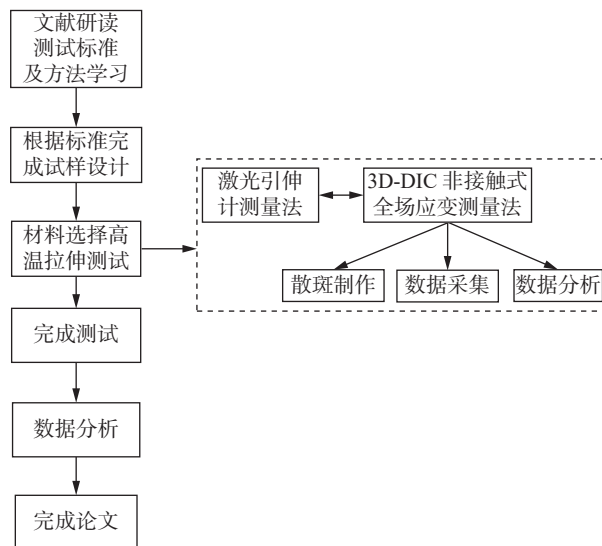 文献研读
测试标准
及方法学习
根据标准完
成试样设计
材料选择高
温拉伸测试
完成测试
数据分析
完成论文
激光引伸
计测量法
3D-DIC 非接触式
全场应变测量法
散斑制作
数据采集
数据分析